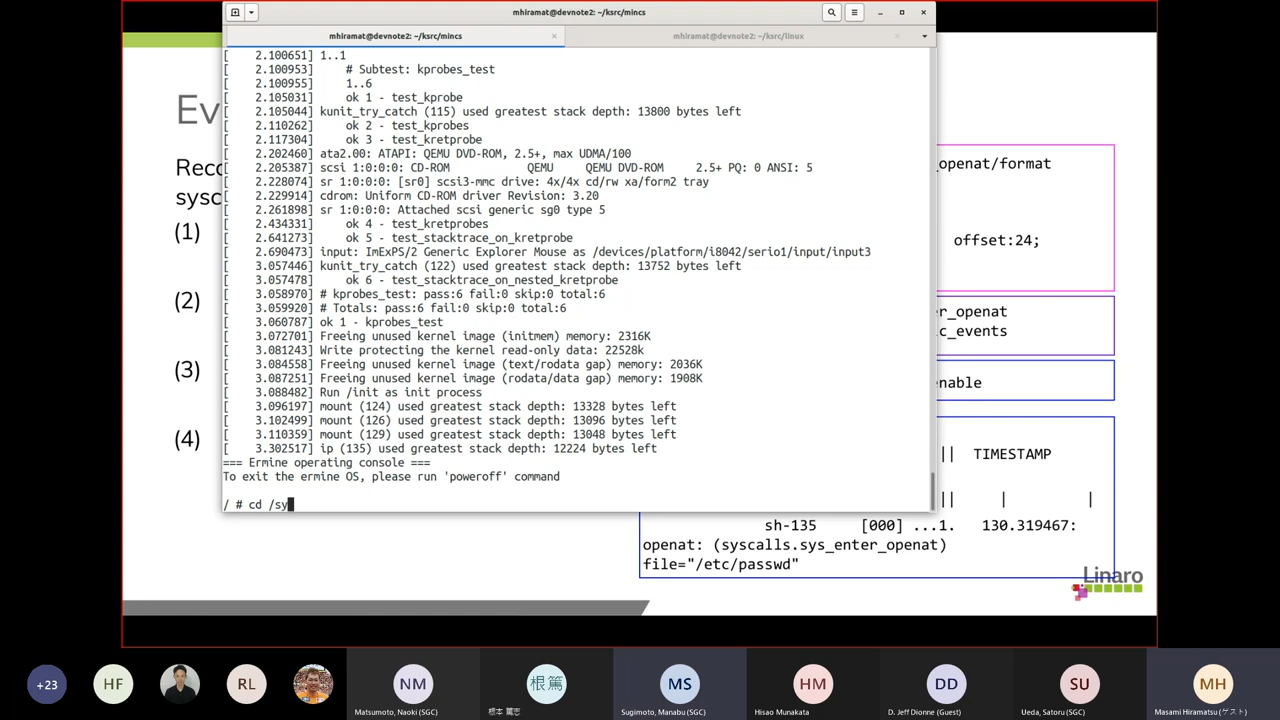 mhiramat@devnote2: ~/ksrc/mincs
mhiramat@devnote2: ~/ksrc/mincs
mhiramat@devnote2: ~/ksrc/linux
[    2.100651] 1..1
[    2.100953]     # Subtest: kprobes_test
[    2.100955]     1..6
[    2.105031]     ok 1 - test_kprobe
[    2.105044] kunit_try_catch (115) used greatest stack depth: 13800 bytes left
[    2.110262]     ok 2 - test_kprobes
[    2.117304]     ok 3 - test_kretprobe
[    2.202460] ata2.00: ATAPI: QEMU DVD-ROM, 2.5+, max UDMA/100
[    2.205387] scsi 1:0:0:0: CD-ROM            QEMU     QEMU DVD-ROM     2.5+ PQ: 0 ANSI: 5
[    2.228074] sr 1:0:0:0: [sr0] scsi3-mmc drive: 4x/4x cd/rw xa/form2 tray
[    2.229914] cdrom: Uniform CD-ROM driver Revision: 3.20
[    2.261898] sr 1:0:0:0: Attached scsi generic sg0 type 5
[    2.434331]     ok 4 - test_kretprobes
[    2.641273]     ok 5 - test_stacktrace_on_kretprobe
[    2.690473] input: ImExPS/2 Generic Explorer Mouse as /devices/platform/i8042/serio1/input/input3
[    3.057446] kunit_try_catch (122) used greatest stack depth: 13752 bytes left
[    3.057478]     ok 6 - test_stacktrace_on_nested_kretprobe
[    3.058970] # kprobes_test: pass:6 fail:0 skip:0 total:6
[    3.059920] # Totals: pass:6 fail:0 skip:0 total:6
[    3.060787] ok 1 - kprobes_test
[    3.072701] Freeing unused kernel image (initmem) memory: 2316K
[    3.081243] Write protecting the kernel read-only data: 22528k
[    3.084558] Freeing unused kernel image (text/rodata gap) memory: 2036K
[    3.087251] Freeing unused kernel image (rodata/data gap) memory: 1908K
[    3.088482] Run /init as init process
[    3.096197] mount (124) used greatest stack depth: 13328 bytes left
[    3.102499] mount (126) used greatest stack depth: 13096 bytes left
[    3.110359] mount (129) used greatest stack depth: 13048 bytes left
[    3.302517] ip (135) used greatest stack depth: 12224 bytes left
=== Ermine operating console ===
To exit the ermine OS, please run 'poweroff' command
/ # cd /sy
Ev
Reco
sysc
(1)
(2)
(3)
(4)
_openat/format
offset:24;
er_openat
ic_events
enable
|| TIMESTAMP
|| | |
sh-135 [000] ...1. 130.319467:
openat: (syscalls.sys_enter_openat)
file="/etc/passwd"
Linaro
+23
HF
RL
NM
Matsumoto, Naoki (SGC)
根篤
根本 篤志
MS
Sugimoto, Manabu (SGC)
HM
Hisao Munakata
DD
D. Jeff Dionne (Guest)
SU
Ueda, Satoru (SGC)
MH
Masami Hiramatsu (ゲスト)